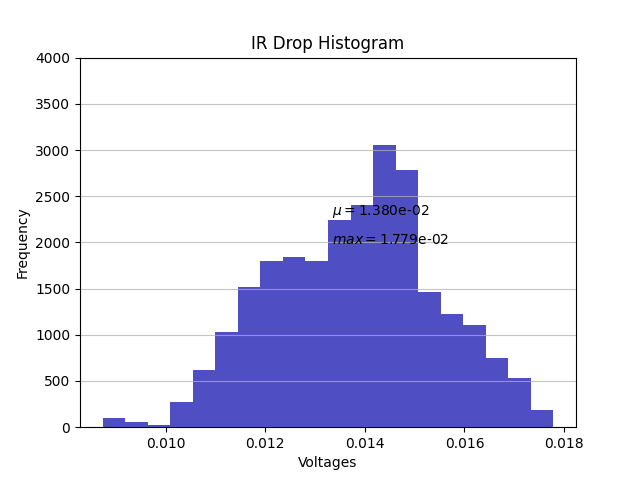 IR Drop Histogram
4000
3500
3000
2500
2000
1500
1000
500
0
Frequency
μ = 1.380e-02
max = 1.779e-02
0.010 0.012 0.014 0.016 0.018
Voltages